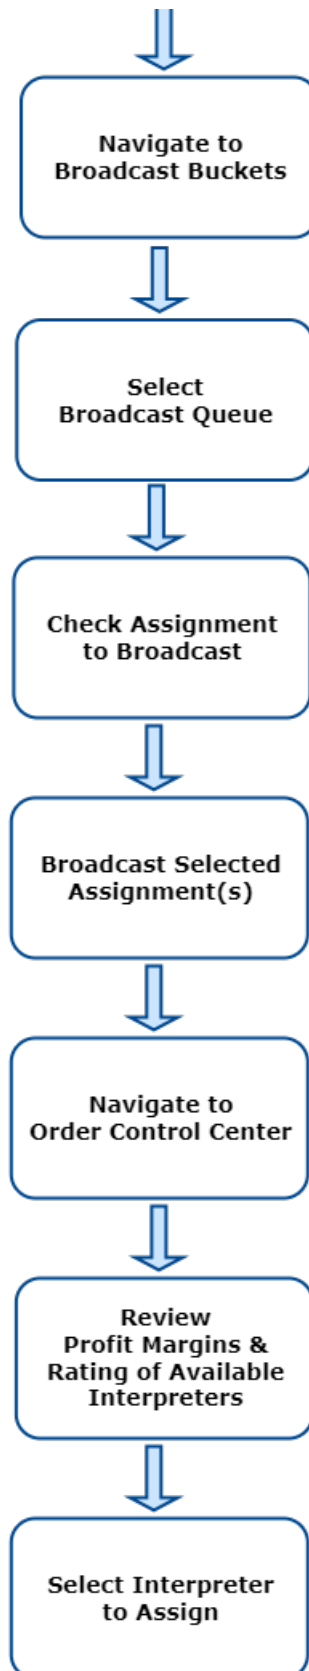 Navigate to
Broadcast Buckets
Select
Broadcast Queue
Check Assignment
to Broadcast
Broadcast Selected
Assignment(s)
Navigate to
Order Control Center
Review
Profit Margins &
Rating of Available
Interpreters
Select Interpreter
to Assign